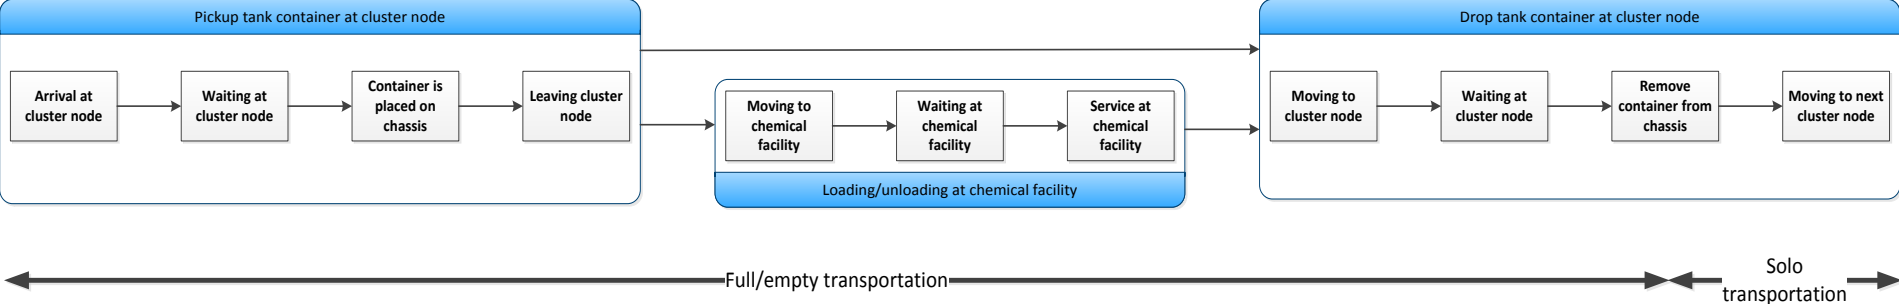 Pickup tank container at cluster node
Arrival at
cluster node
Waiting at
cluster node
Container is
placed on
chassis
Leaving cluster
node
Moving to
chemical
facility
Waiting at
chemical
facility
Service at
chemical
facility
Loading/unloading at chemical facility
Drop tank container at cluster node
Moving to
cluster node
Waiting at
cluster node
Remove
container from
chassis
Moving to next
cluster node
Full/empty transportation
Solo
transportation